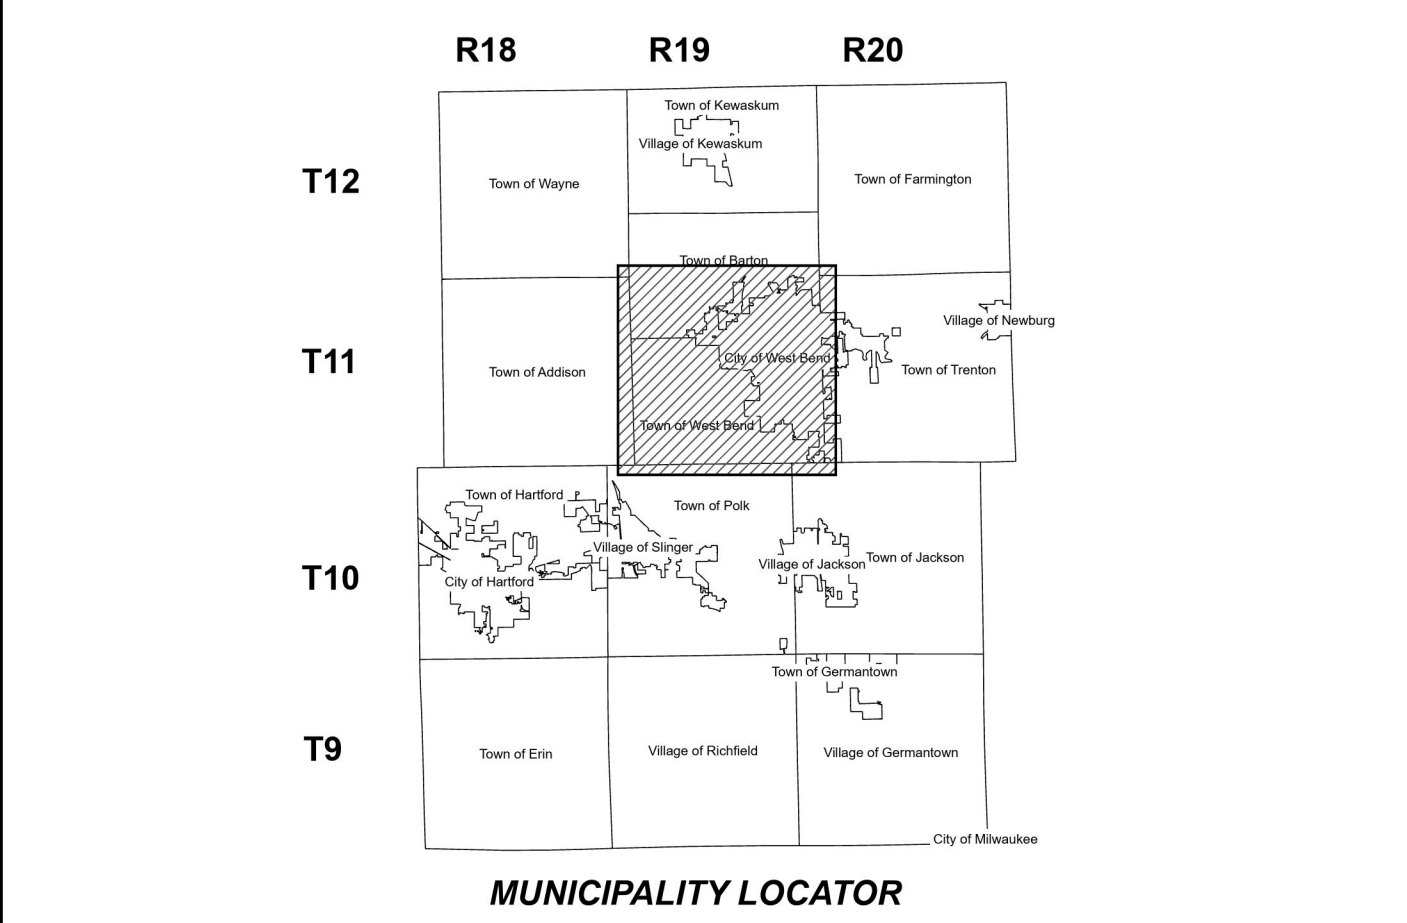 R18 R19 R20
Town of Kewaskum
Village of Kewaskum
T12
Town of Wayne
Town of Farmington
Town of Barton
Village of Newburg
T11
City of West Bend
Town of Addison
Town of Trenton
Town of West Bend
Town of Hartford
Town of Polk
Village of Slinger
Village of Jackson
Town of Jackson
T10
City of Hartford
Town of Germantown
T9
Town of Erin
Village of Richfield
Village of Germantown
City of Milwaukee
MUNICIPALITY LOCATOR